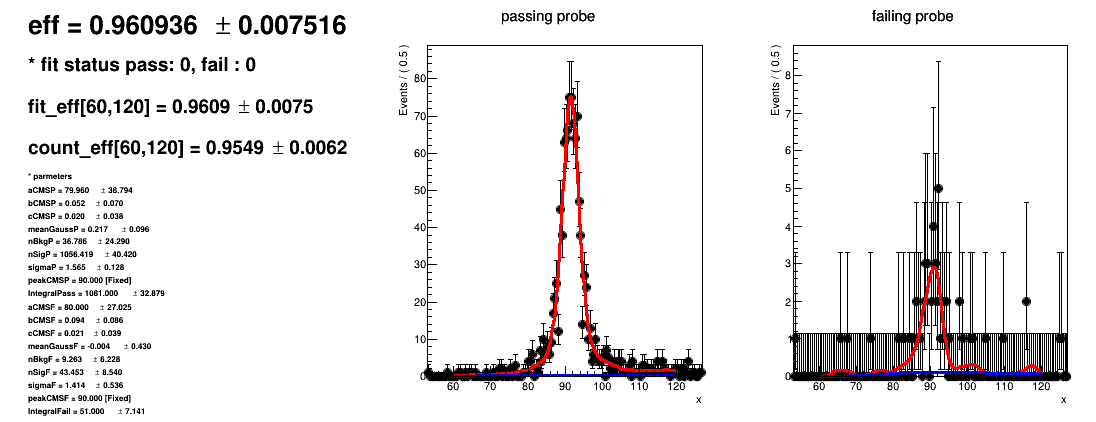 eff = 0.960936 ± 0.007516
* fit status pass: 0, fail : 0
fit_eff[60,120] = 0.9609 ± 0.0075
count_eff[60,120] = 0.9549 ± 0.0062
* parmeters
aCMSP = 79.960 ± 38.794
bCMSP = 0.052 ± 0.070
cCMSP = 0.020 ± 0.038
meanGaussP = 0.217 ± 0.096
nBkgP = 36.786 ± 24.290
nSigP = 1056.419 ± 40.420
sigmaP = 1.565 ± 0.128
peakCMSP = 90.000 [Fixed]
IntegralPass = 1081.000 ± 32.879
aCMSF = 80.000 ± 27.025
bCMSF = 0.094 ± 0.086
cCMSF = 0.021 ± 0.039
meanGaussF = -0.004 ± 0.430
nBkgF = 9.263 ± 6.228
nSigF = 43.453 ± 8.540
sigmaF = 1.414 ± 0.536
peakCMSF = 90.000 [Fixed]
IntegralFail = 51.000 ± 7.141
passing probe
Events / ( 0.5 )
80
70
60
50
40
30
20
10
0
60 70 80 90 100 110 120
x
failing probe
Events / ( 0.5 )
8
7
6
5
4
3
2
1
0
60 70 80 90 100 110 120
x